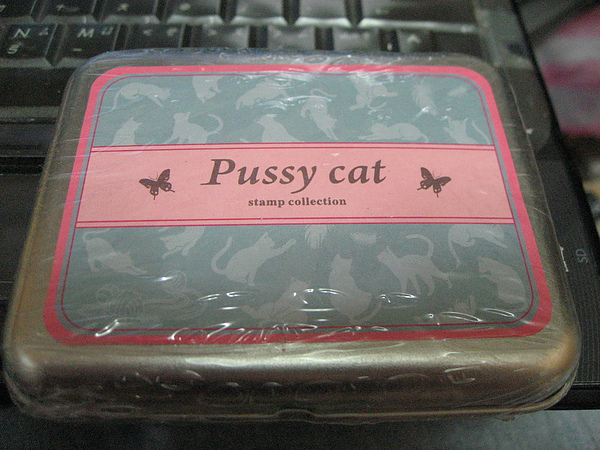 N
M
Pussy cat
stamp collection